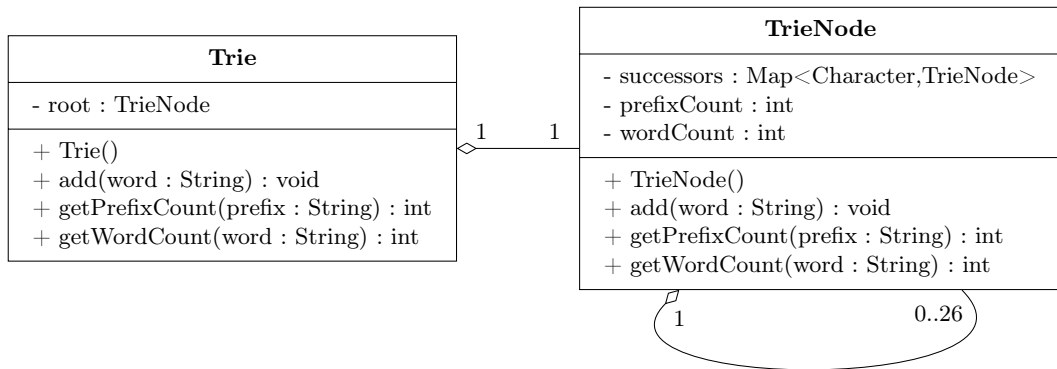 Trie
- root : TrieNode
+ Trie()
+ add(word : String) : void
+ getPrefixCount(prefix : String) : int
+ getWordCount(word : String) : int
1
1
TrieNode
- successors : Map<Character,TrieNode>
- prefixCount : int
- wordCount : int
+ TrieNode()
+ add(word : String) : void
+ getPrefixCount(prefix : String) : int
+ getWordCount(word : String) : int
1
0..26